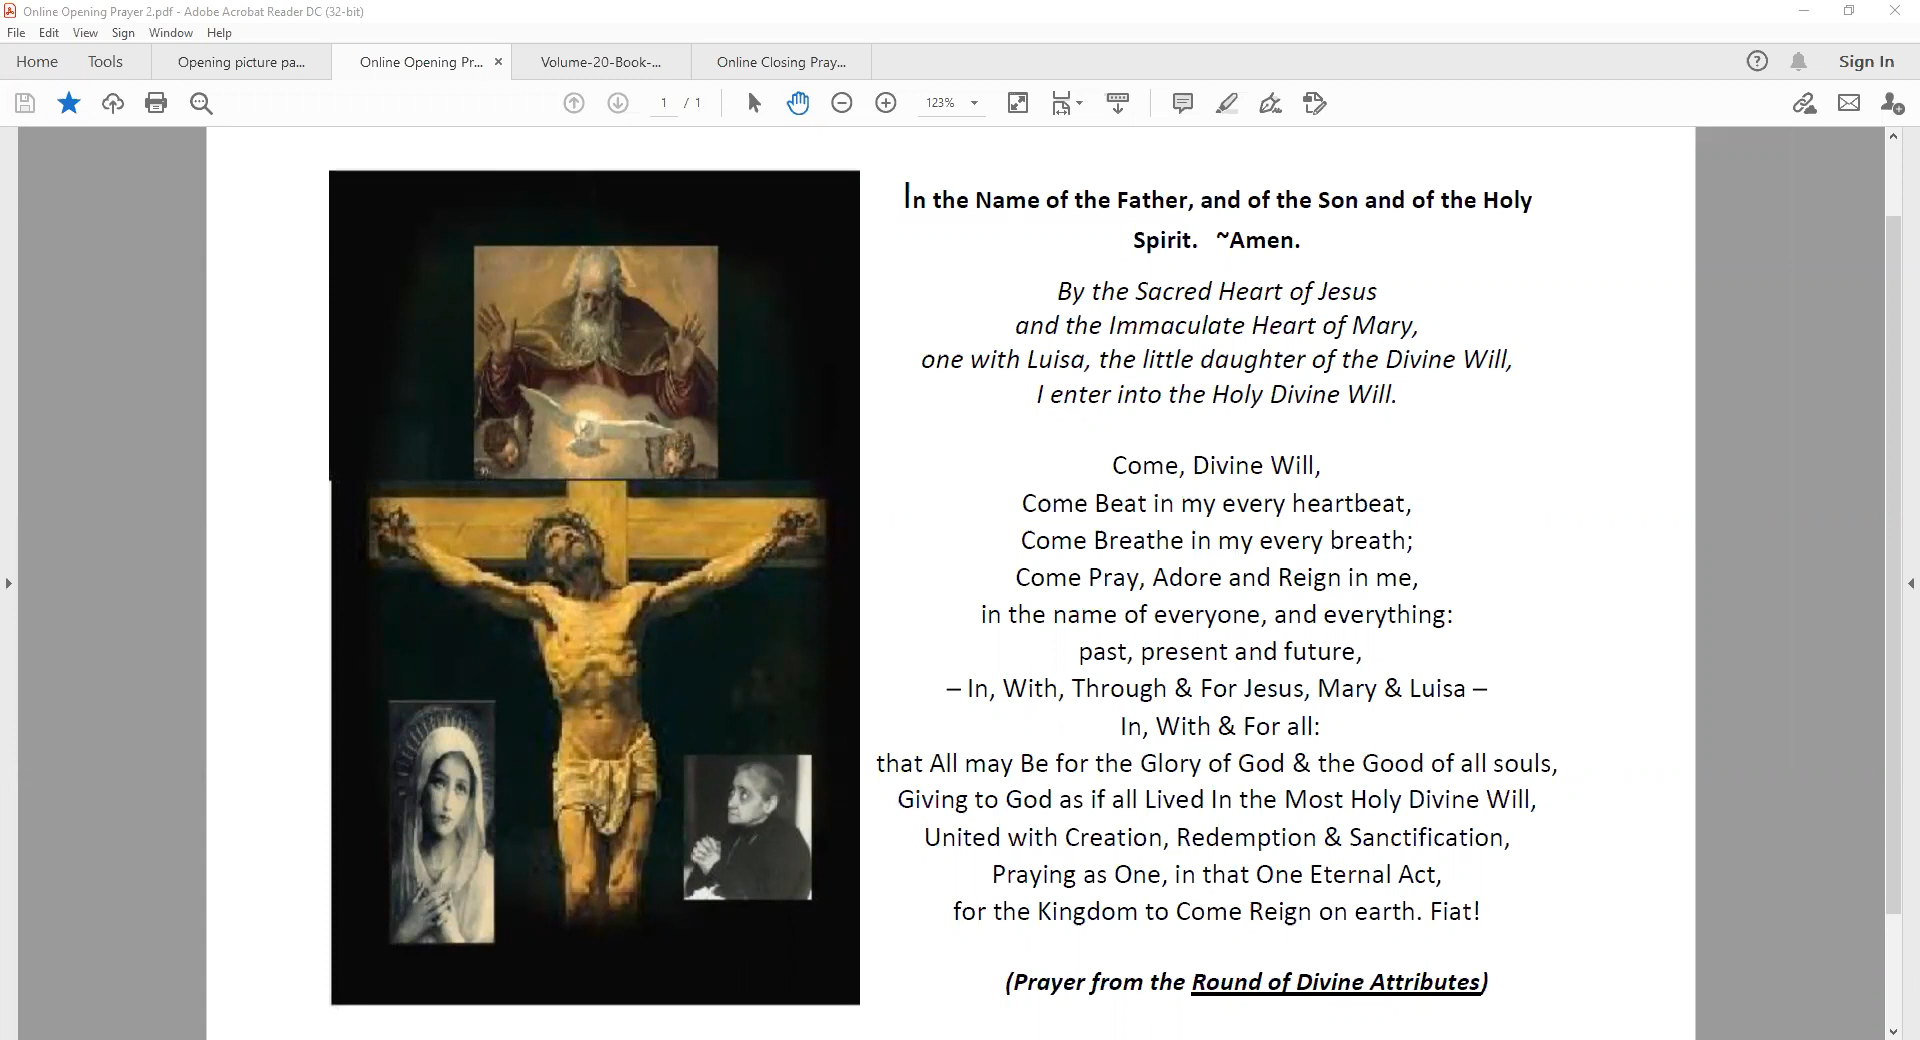 Online Opening Prayer 2.pdf - Adobe Acrobat Reader DC (32-bit)
File Edit View Sign Window Help
Home Tools Opening picture pa... Online Opening Pr... × Volume-20-Book-... Online Closing Pray... Sign In
1 / 1 123%
In the Name of the Father, and of the Son and of the Holy
Spirit. ~Amen.
By the Sacred Heart of Jesus
and the Immaculate Heart of Mary,
one with Luisa, the little daughter of the Divine Will,
I enter into the Holy Divine Will.
Come, Divine Will,
Come Beat in my every heartbeat,
Come Breathe in my every breath;
Come Pray, Adore and Reign in me,
in the name of everyone, and everything:
past, present and future,
– In, With, Through & For Jesus, Mary & Luisa –
In, With & For all:
that All may Be for the Glory of God & the Good of all souls,
Giving to God as if all Lived In the Most Holy Divine Will,
United with Creation, Redemption & Sanctification,
Praying as One, in that One Eternal Act,
for the Kingdom to Come Reign on earth. Fiat!
(Prayer from the Round of Divine Attributes)